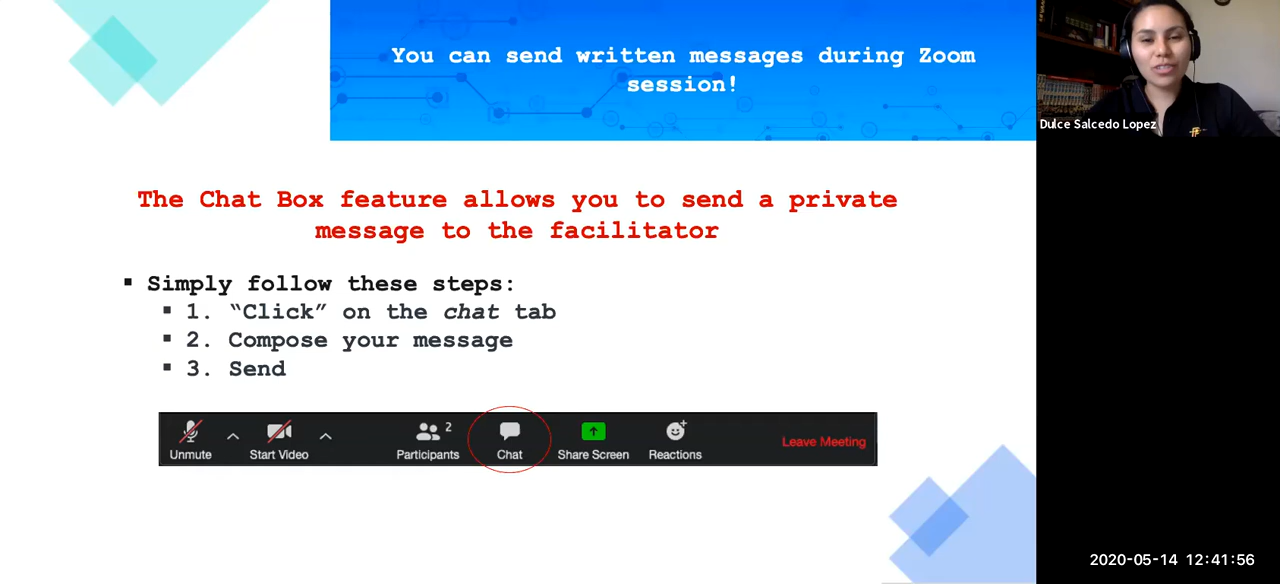 You can send written messages during Zoom
session!
Dulce Salcedo Lopez
The Chat Box feature allows you to send a private
message to the facilitator
▪ Simply follow these steps:
▪ 1. “Click” on the chat tab
▪ 2. Compose your message
▪ 3. Send
2
Unmute Start Video Participants Chat Share Screen Reactions Leave Meeting
2020-05-14 12:41:56